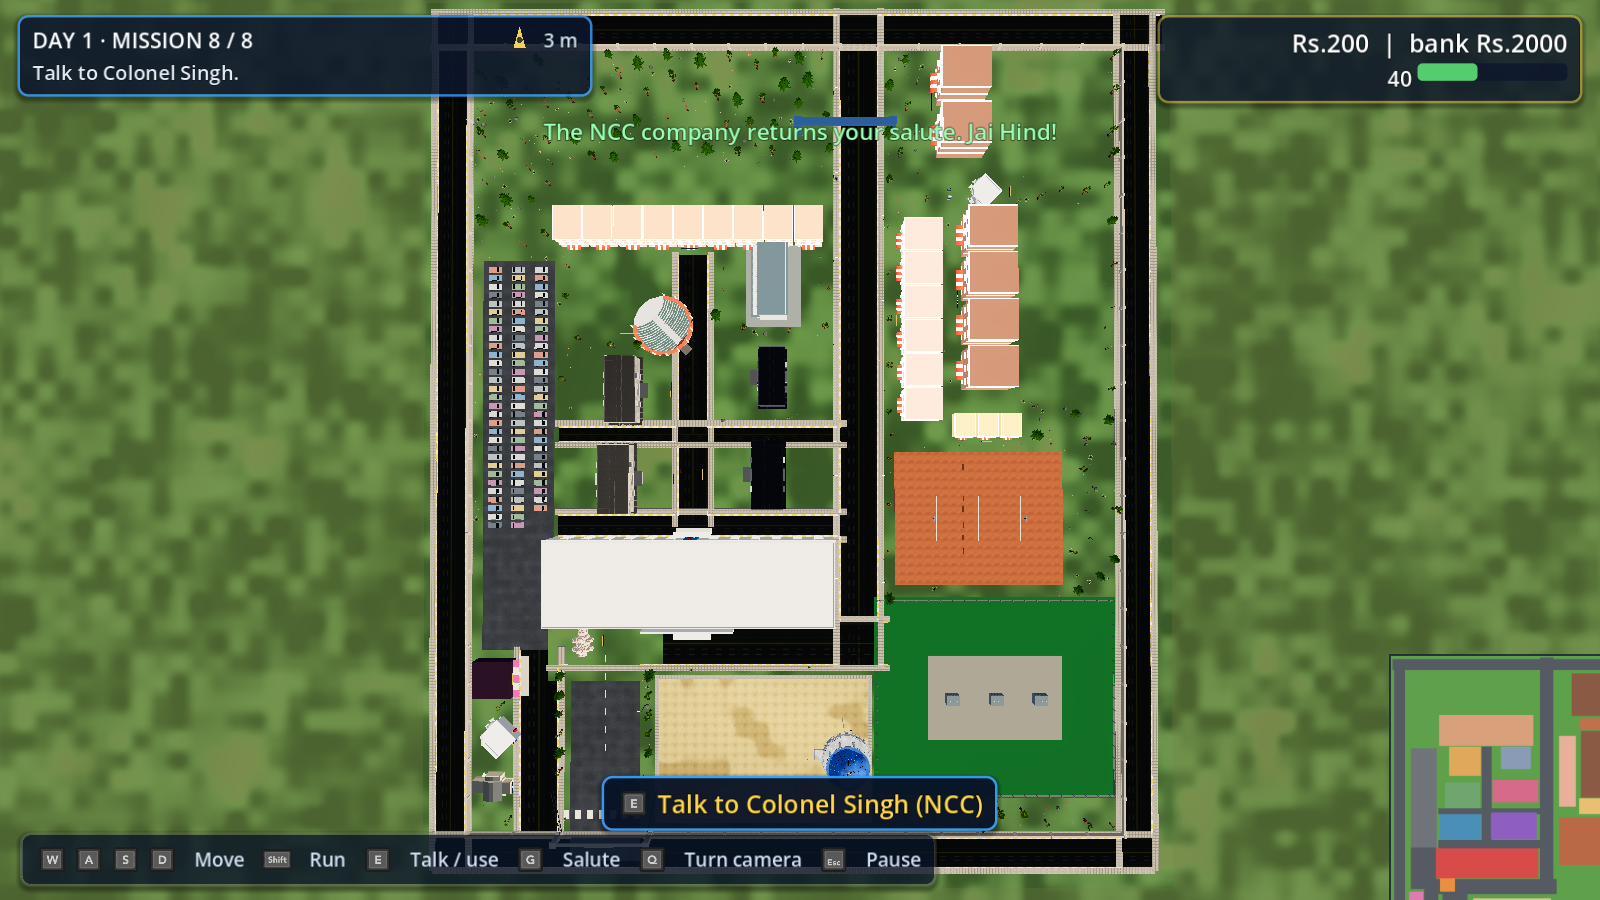 DAY 1 · MISSION 8 / 8
3 m
Talk to Colonel Singh.
Rs.200 | bank Rs.2000
40
The NCC company returns your salute. Jai Hind!
E Talk to Colonel Singh (NCC)
W A S D Move Shift Run E Talk / use G Salute Q Turn camera Esc Pause